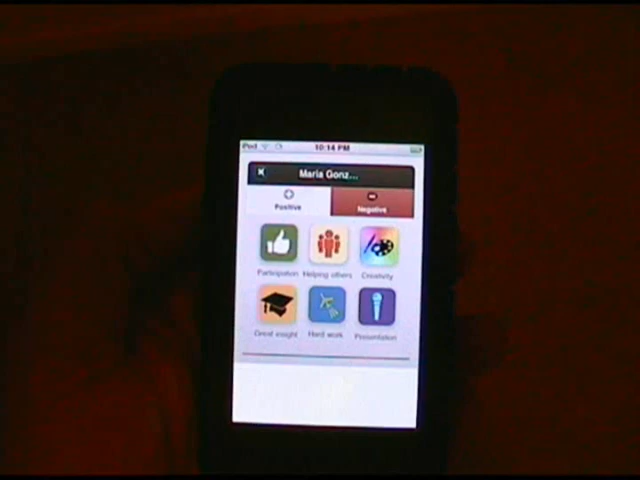 iPod 10:14 PM
Maria Gonz...
Positive
Negative
Participation Helping others Creativity
Great insight Hard work Presentation